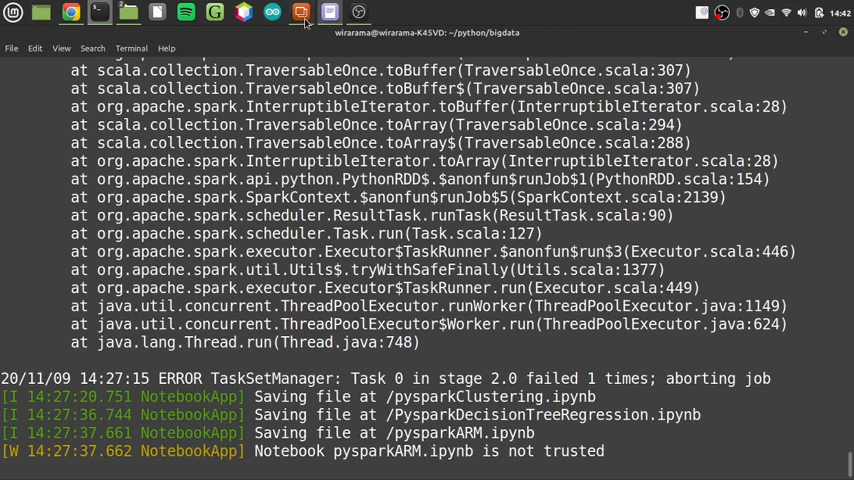 14:42
wirarama@wirarama-K45VD: ~/python/bigdata
File Edit View Search Terminal Help
at scala.collection.TraversableOnce.toBuffer(TraversableOnce.scala:307)
at scala.collection.TraversableOnce.toBuffer$(TraversableOnce.scala:307)
at org.apache.spark.InterruptibleIterator.toBuffer(InterruptibleIterator.scala:28)
at scala.collection.TraversableOnce.toArray(TraversableOnce.scala:294)
at scala.collection.TraversableOnce.toArray$(TraversableOnce.scala:288)
at org.apache.spark.InterruptibleIterator.toArray(InterruptibleIterator.scala:28)
at org.apache.spark.api.python.PythonRDD$.$anonfun$runJob$1(PythonRDD.scala:154)
at org.apache.spark.SparkContext.$anonfun$runJob$5(SparkContext.scala:2139)
at org.apache.spark.scheduler.ResultTask.runTask(ResultTask.scala:90)
at org.apache.spark.scheduler.Task.run(Task.scala:127)
at org.apache.spark.executor.Executor$TaskRunner.$anonfun$run$3(Executor.scala:446)
at org.apache.spark.util.Utils$.tryWithSafeFinally(Utils.scala:1377)
at org.apache.spark.executor.Executor$TaskRunner.run(Executor.scala:449)
at java.util.concurrent.ThreadPoolExecutor.runWorker(ThreadPoolExecutor.java:1149)
at java.util.concurrent.ThreadPoolExecutor$Worker.run(ThreadPoolExecutor.java:624)
at java.lang.Thread.run(Thread.java:748)
20/11/09 14:27:15 ERROR TaskSetManager: Task 0 in stage 2.0 failed 1 times; aborting job
[I 14:27:20.751 NotebookApp] Saving file at /PysparkClustering.ipynb
[I 14:27:36.744 NotebookApp] Saving file at /PysparkDecisionTreeRegression.ipynb
[I 14:27:37.661 NotebookApp] Saving file at /pysparkARM.ipynb
[W 14:27:37.662 NotebookApp] Notebook pysparkARM.ipynb is not trusted